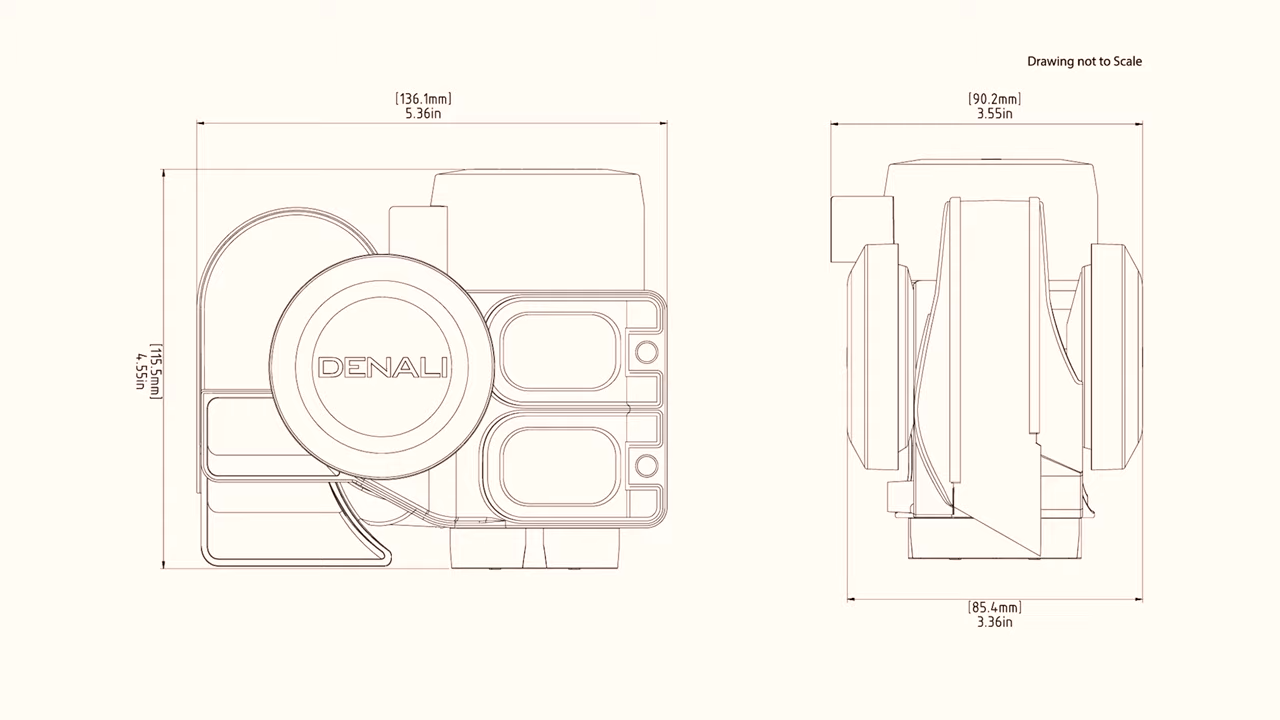 Drawing not to Scale
[136.1mm]
5.36in
[90.2mm]
3.55in
[115.5mm]
4.55in
DENALI
[85.4mm]
3.36in